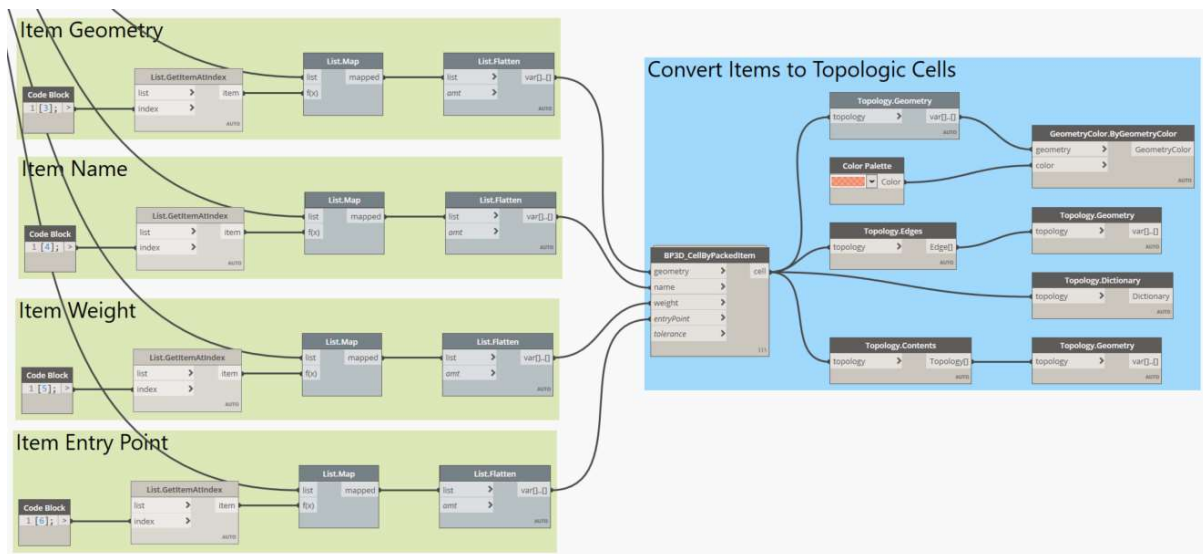 Item Geometry
List.Map
list > mapped
f(x)
List.Flatten
list > var[]..[]
amt >
AUTO
List.GetItemAtIndex
list > item
index >
AUTO
Code Block
1 [3]; >
Item Name
List.Map
list mapped
f(x)
List.Flatten
list > var[]..[]
amt >
AUTO
List.GetItemAtIndex
list > item
index >
AUTO
Code Block
1 [4]; >
Item Weight
List.Map
list mapped
f(x)
List.Flatten
list > var[]..[]
amt >
AUTO
List.GetItemAtIndex
list > item
index >
AUTO
Code Block
1 [5]; >
Item Entry Point
List.Map
list mapped
f(x)
List.Flatten
list > var[]..[]
amt >
AUTO
List.GetItemAtIndex
list > item
index >
AUTO
Code Block
1 [6]; >
Convert Items to Topologic Cells
BP3D_CellByPackedItem
geometry > cell
name >
weight >
entryPoint >
tolerance >
Topology.Geometry
topology > var[]..[]
AUTO
Color Palette
Color
GeometryColor.ByGeometryColor
geometry > GeometryColor
color >
AUTO
Topology.Edges
topology > Edge[]
AUTO
Topology.Geometry
topology > var[]..[]
AUTO
Topology.Dictionary
topology > Dictionary
AUTO
Topology.Contents
topology > Topology[]
AUTO
Topology.Geometry
topology > var[]..[]
AUTO